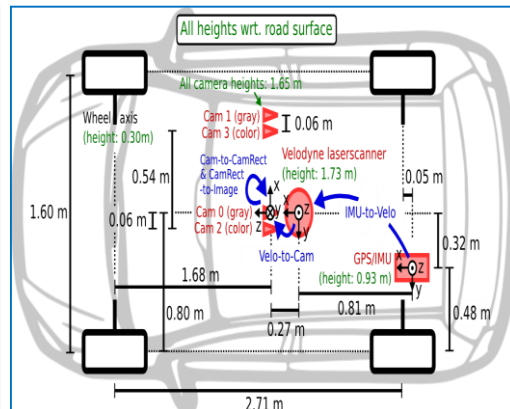 All heights wrt. road surface
All camera heights: 1.65 m
Wheel axis
(height: 0.30m)
Cam 1 (gray)
Cam 3 (color)
0.06 m
Cam-to-CamRect
& CamRect
-to-Image
Velodyne laserscanner
(height: 1.73 m)
0.54 m
0.05 m
1.60 m
x
x
z
0.06 m
Cam 0 (gray)
Cam 2 (color)
z
y
y
IMU-to-Velo
0.32 m
Velo-to-Cam
GPS/IMU
(height: 0.93 m)
x
z
y
1.68 m
0.80 m
0.27 m
0.81 m
0.48 m
2.71 m